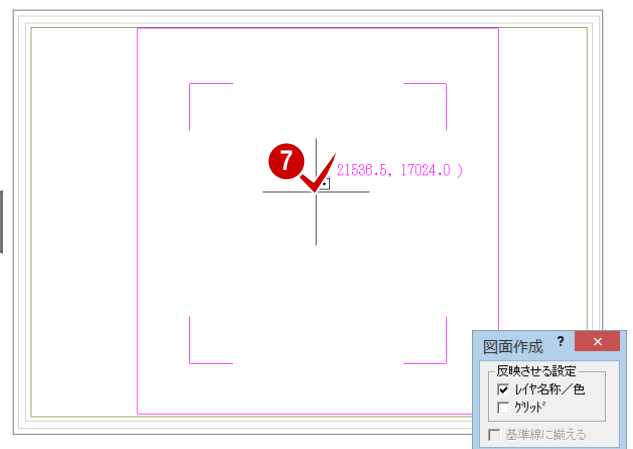 7
21536.5, 17024.0 )
図面作成 ? ×
反映させる設定
レイヤ名称/色
グリッド
基準線に揃える